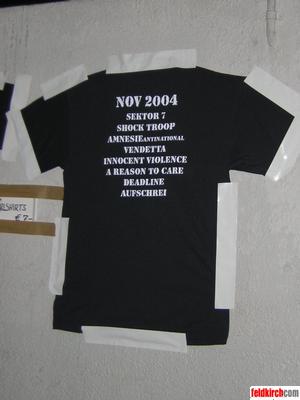 NOV 2004
SEKTOR 7
SHOCK TROOP
AMNESIEANTINATIONAL
VENDETTA
INNOCENT VIOLENCE
A REASON TO CARE
DEADLINE
AUFSCHREI
€ 7-
feldkirchcom